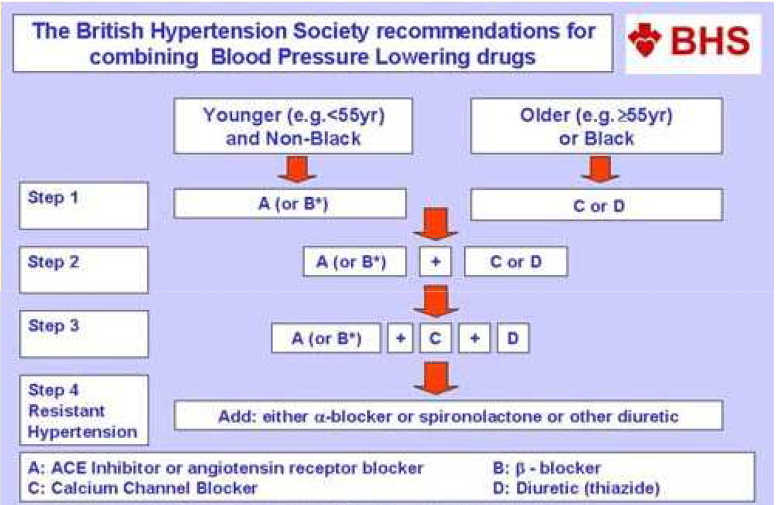 The British Hypertension Society recommendations for
combining Blood Pressure Lowering drugs
BHS
Younger (e.g.<55yr)
and Non-Black
Older (e.g.≥55yr)
or Black
Step 1
A (or B*)
C or D
Step 2
A (or B*)
+
C or D
Step 3
A (or B*)
+
C
+
D
Step 4
Resistant
Hypertension
Add: either α-blocker or spironolactone or other diuretic
A: ACE Inhibitor or angiotensin receptor blocker
B: β - blocker
C: Calcium Channel Blocker
D: Diuretic (thiazide)